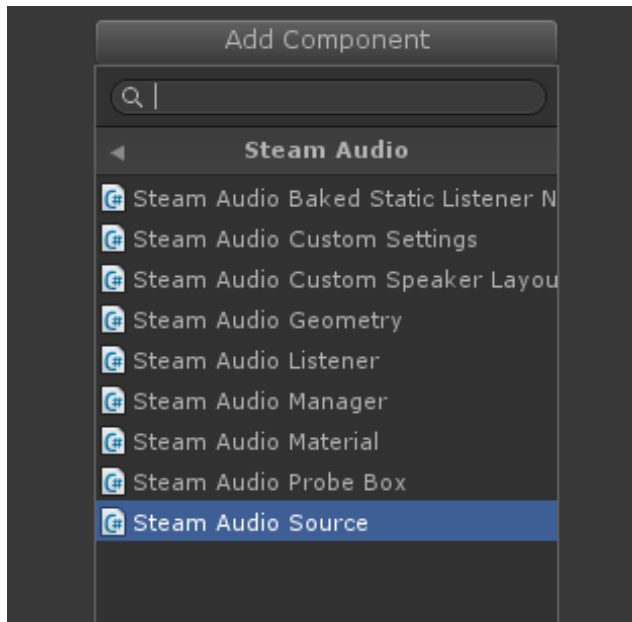 Add Component
Steam Audio
Steam Audio Baked Static Listener N
Steam Audio Custom Settings
Steam Audio Custom Speaker Layou
Steam Audio Geometry
Steam Audio Listener
Steam Audio Manager
Steam Audio Material
Steam Audio Probe Box
Steam Audio Source